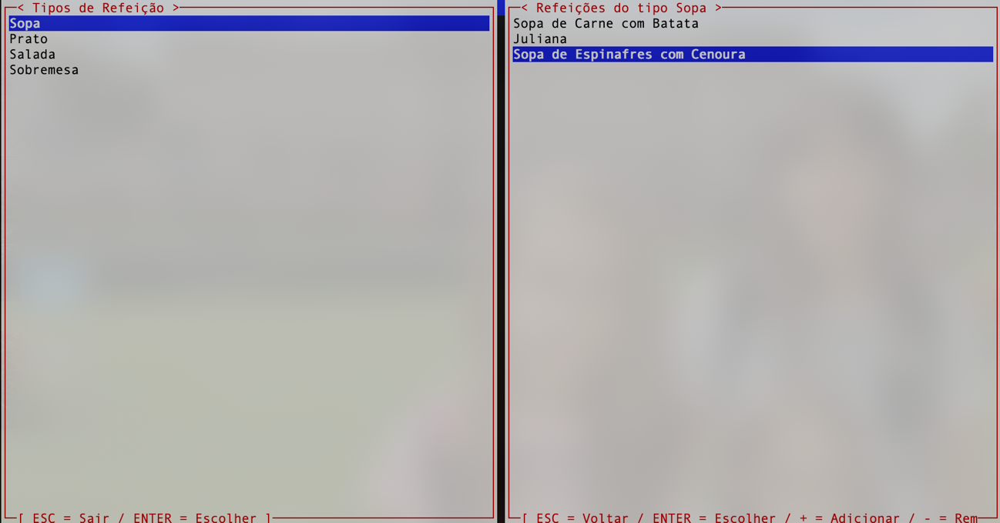 < Tipos de Refeição >
Sopa
Prato
Salada
Sobremesa
[ ESC = Sair / ENTER = Escolher ]
< Refeições do tipo Sopa >
Sopa de Carne com Batata
Juliana
Sopa de Espinafres com Cenoura
[ ESC = Voltar / ENTER = Escolher / + = Adicionar / - = Rem